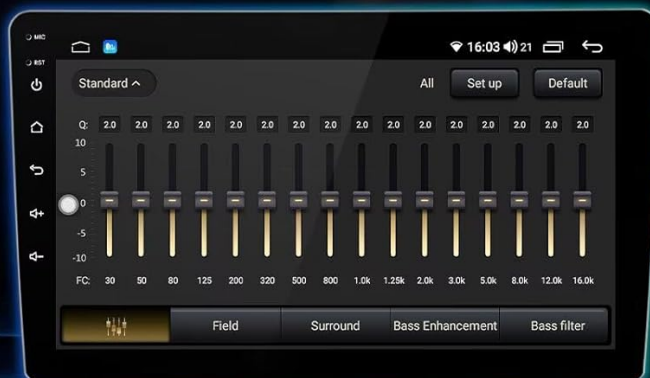 MIC
16:03 21
RST
Standard All Set up Default
Q: 2.0 2.0 2.0 2.0 2.0 2.0 2.0 2.0 2.0 2.0 2.0 2.0 2.0 2.0 2.0 2.0
10
5
0
-5
-10
FC: 30 50 80 125 200 320 500 800 1.0k 1.25k 2.0k 3.0k 5.0k 8.0k 12.0k 16.0k
Field Surround Bass Enhancement Bass filter